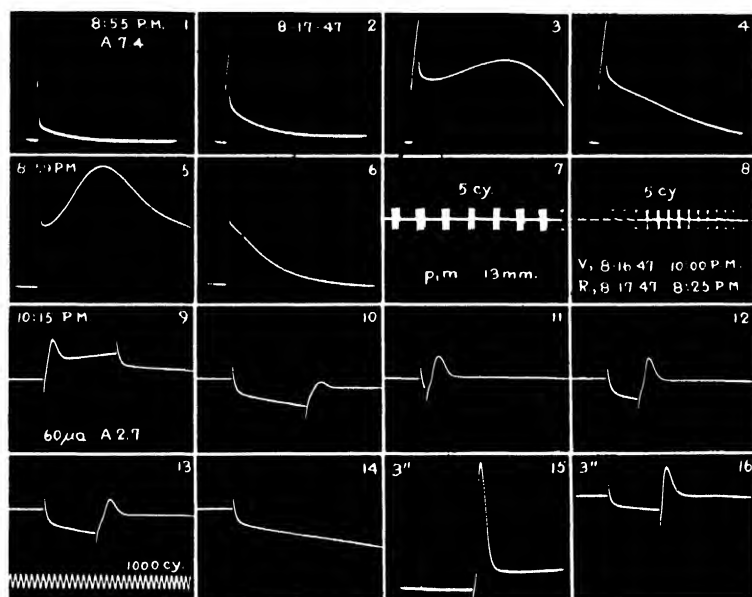 8:55 P.M. 1
A 7 4
8·17·47 2
3
4
5
6
7
5 cy.
p,m 13mm.
8
5 cy
V, 8·16·47 10:00 P.M.
R, 8·17·47 8:25 P.M
10:15 P M 9
60µa A 2.7
10
11
12
13
1000 cy.
14
3" 15
3" 16